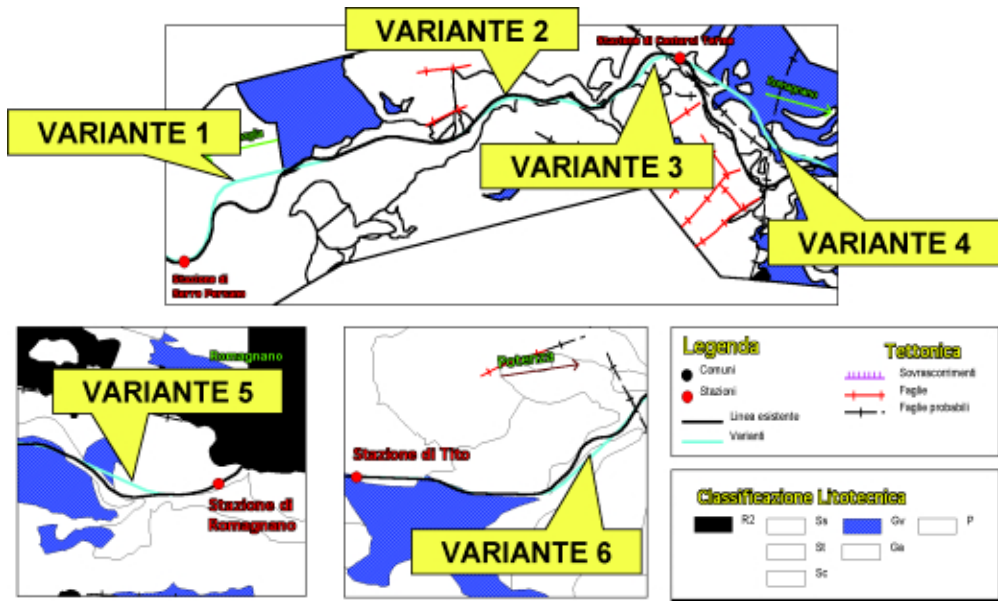 VARIANTE 2
Stazione di
VARIANTE 1
Romagnano
VARIANTE 3
VARIANTE 4
Stazione di
Romagnano
VARIANTE 5
Stazione di
Romagnano
Potenza
Stazione di Tito
VARIANTE 6
Legenda
Comuni
Stazioni
Linea esistente
Varianti
Tettonica
Sovrascorrimenti
Faglie
Faglie probabili
Classificazione Litotecnica
R2
Ss
Gv
P
St
Ga
Sc